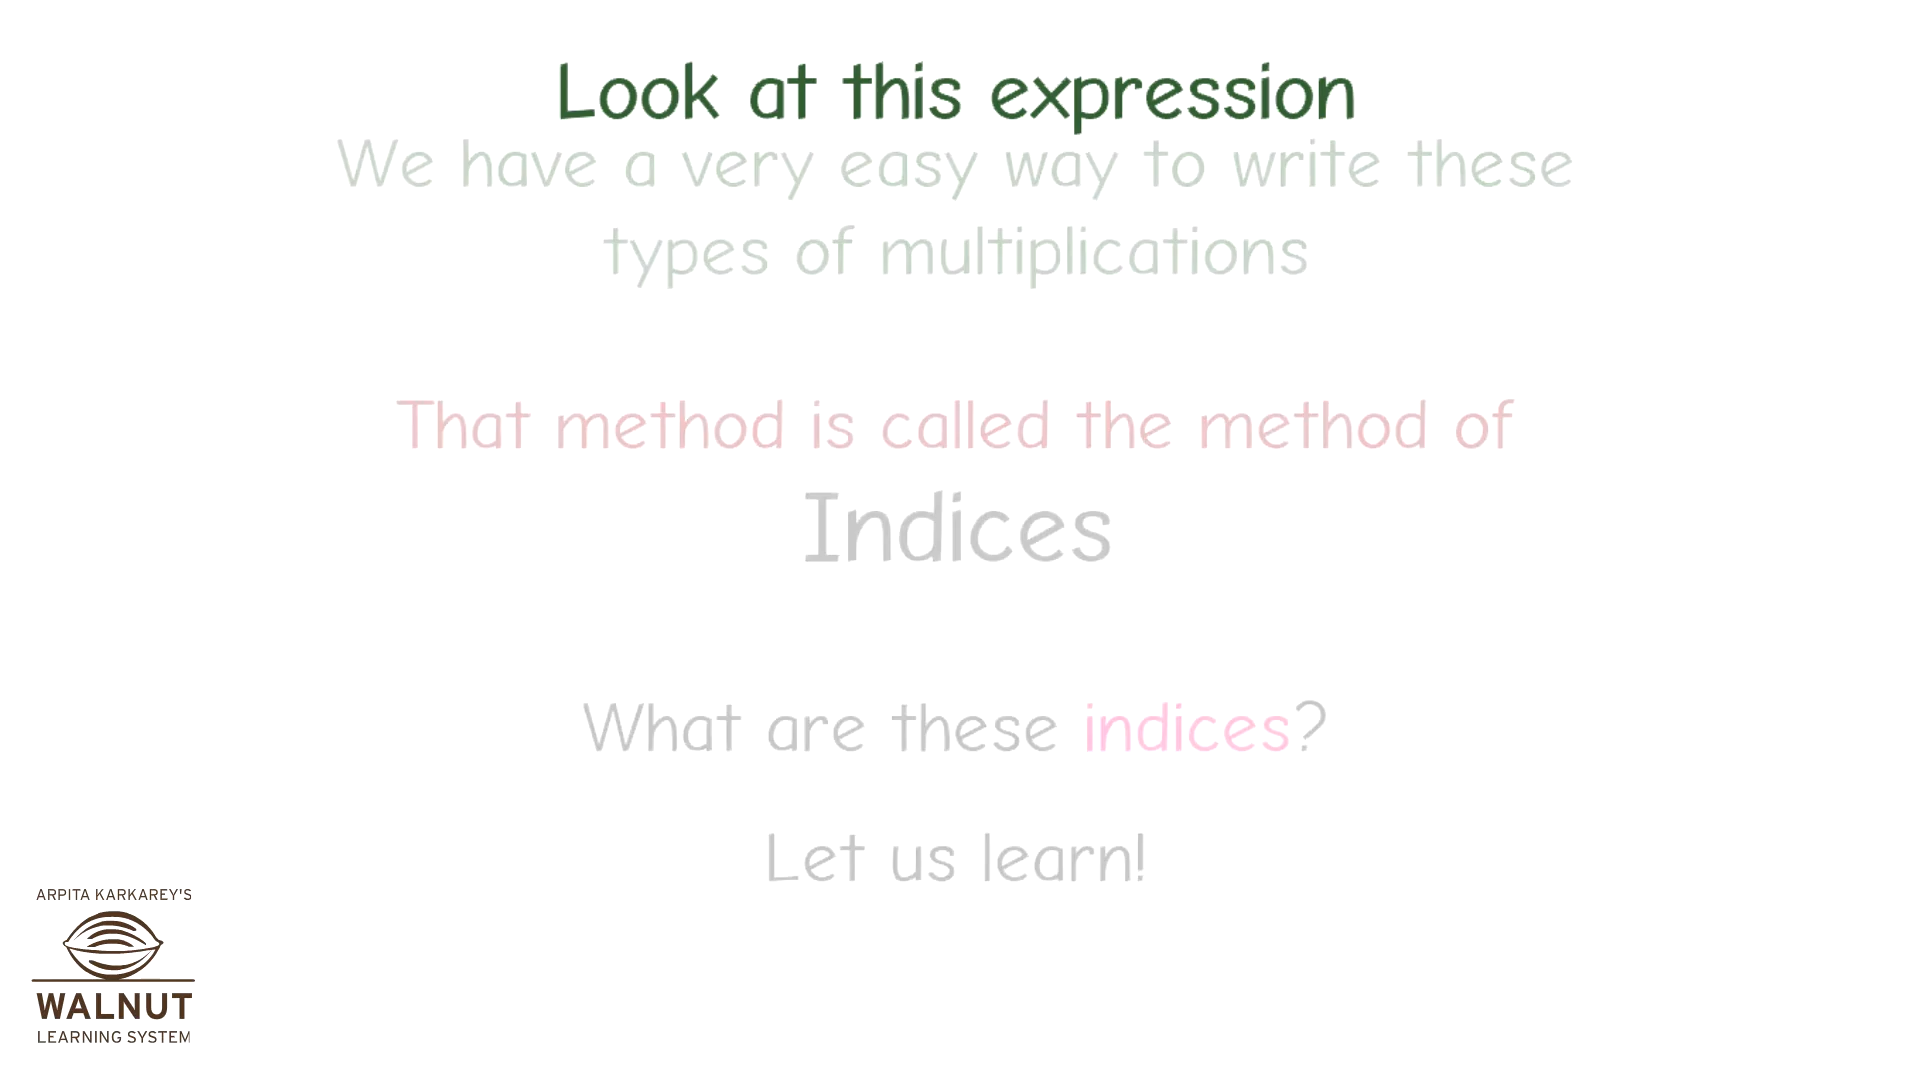 Look at this expression
We have a very easy way to write these
types of multiplications
That method is called the method of
Indices
What are these indices?
Let us learn!
ARPITA KARKAREY'S
WALNUT
LEARNING SYSTEM